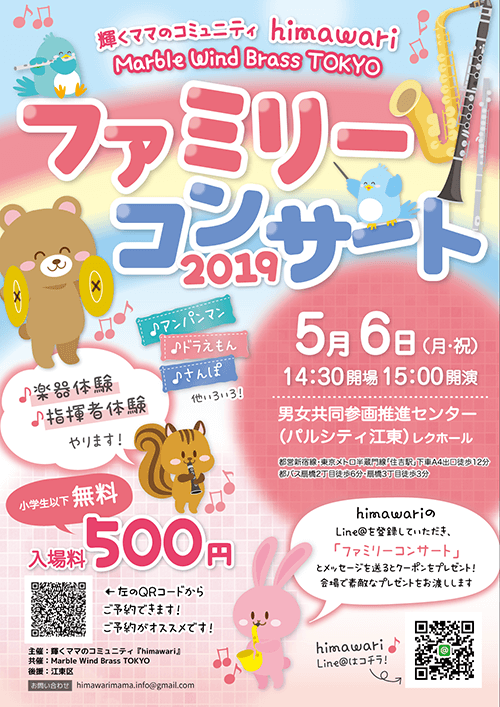 輝くママのコミュニティ himawari
Marble Wind Brass TOKYO
ファミリー
コンサート
2019
♪アンパンマン
♪ドラえもん
♪さんぽ
他いろいろ！
♪楽器体験
♪指揮者体験
やります！
5月6日（月・祝）
14:30開場 15:00開演
男女共同参画推進センター
（パルシティ江東）レクホール
都営新宿線・東京メトロ半蔵門線「住吉駅」下車A4出口徒歩12分
都バス扇橋2丁目徒歩6分・扇橋3丁目徒歩3分
小学生以下 無料
入場料 500円
←左のQRコードから
ご予約できます！
ご予約がオススメです！
himawariの
Line@を登録していただき、
「ファミリーコンサート」
とメッセージを送るとクーポンをプレゼント！
会場で素敵なプレゼントをお渡しします
himawari
Line@はコチラ！
主催：輝くママのコミュニティ『himawari』
共催：Marble Wind Brass TOKYO
後援：江東区
お問い合わせ himawarimama.info@gmail.com